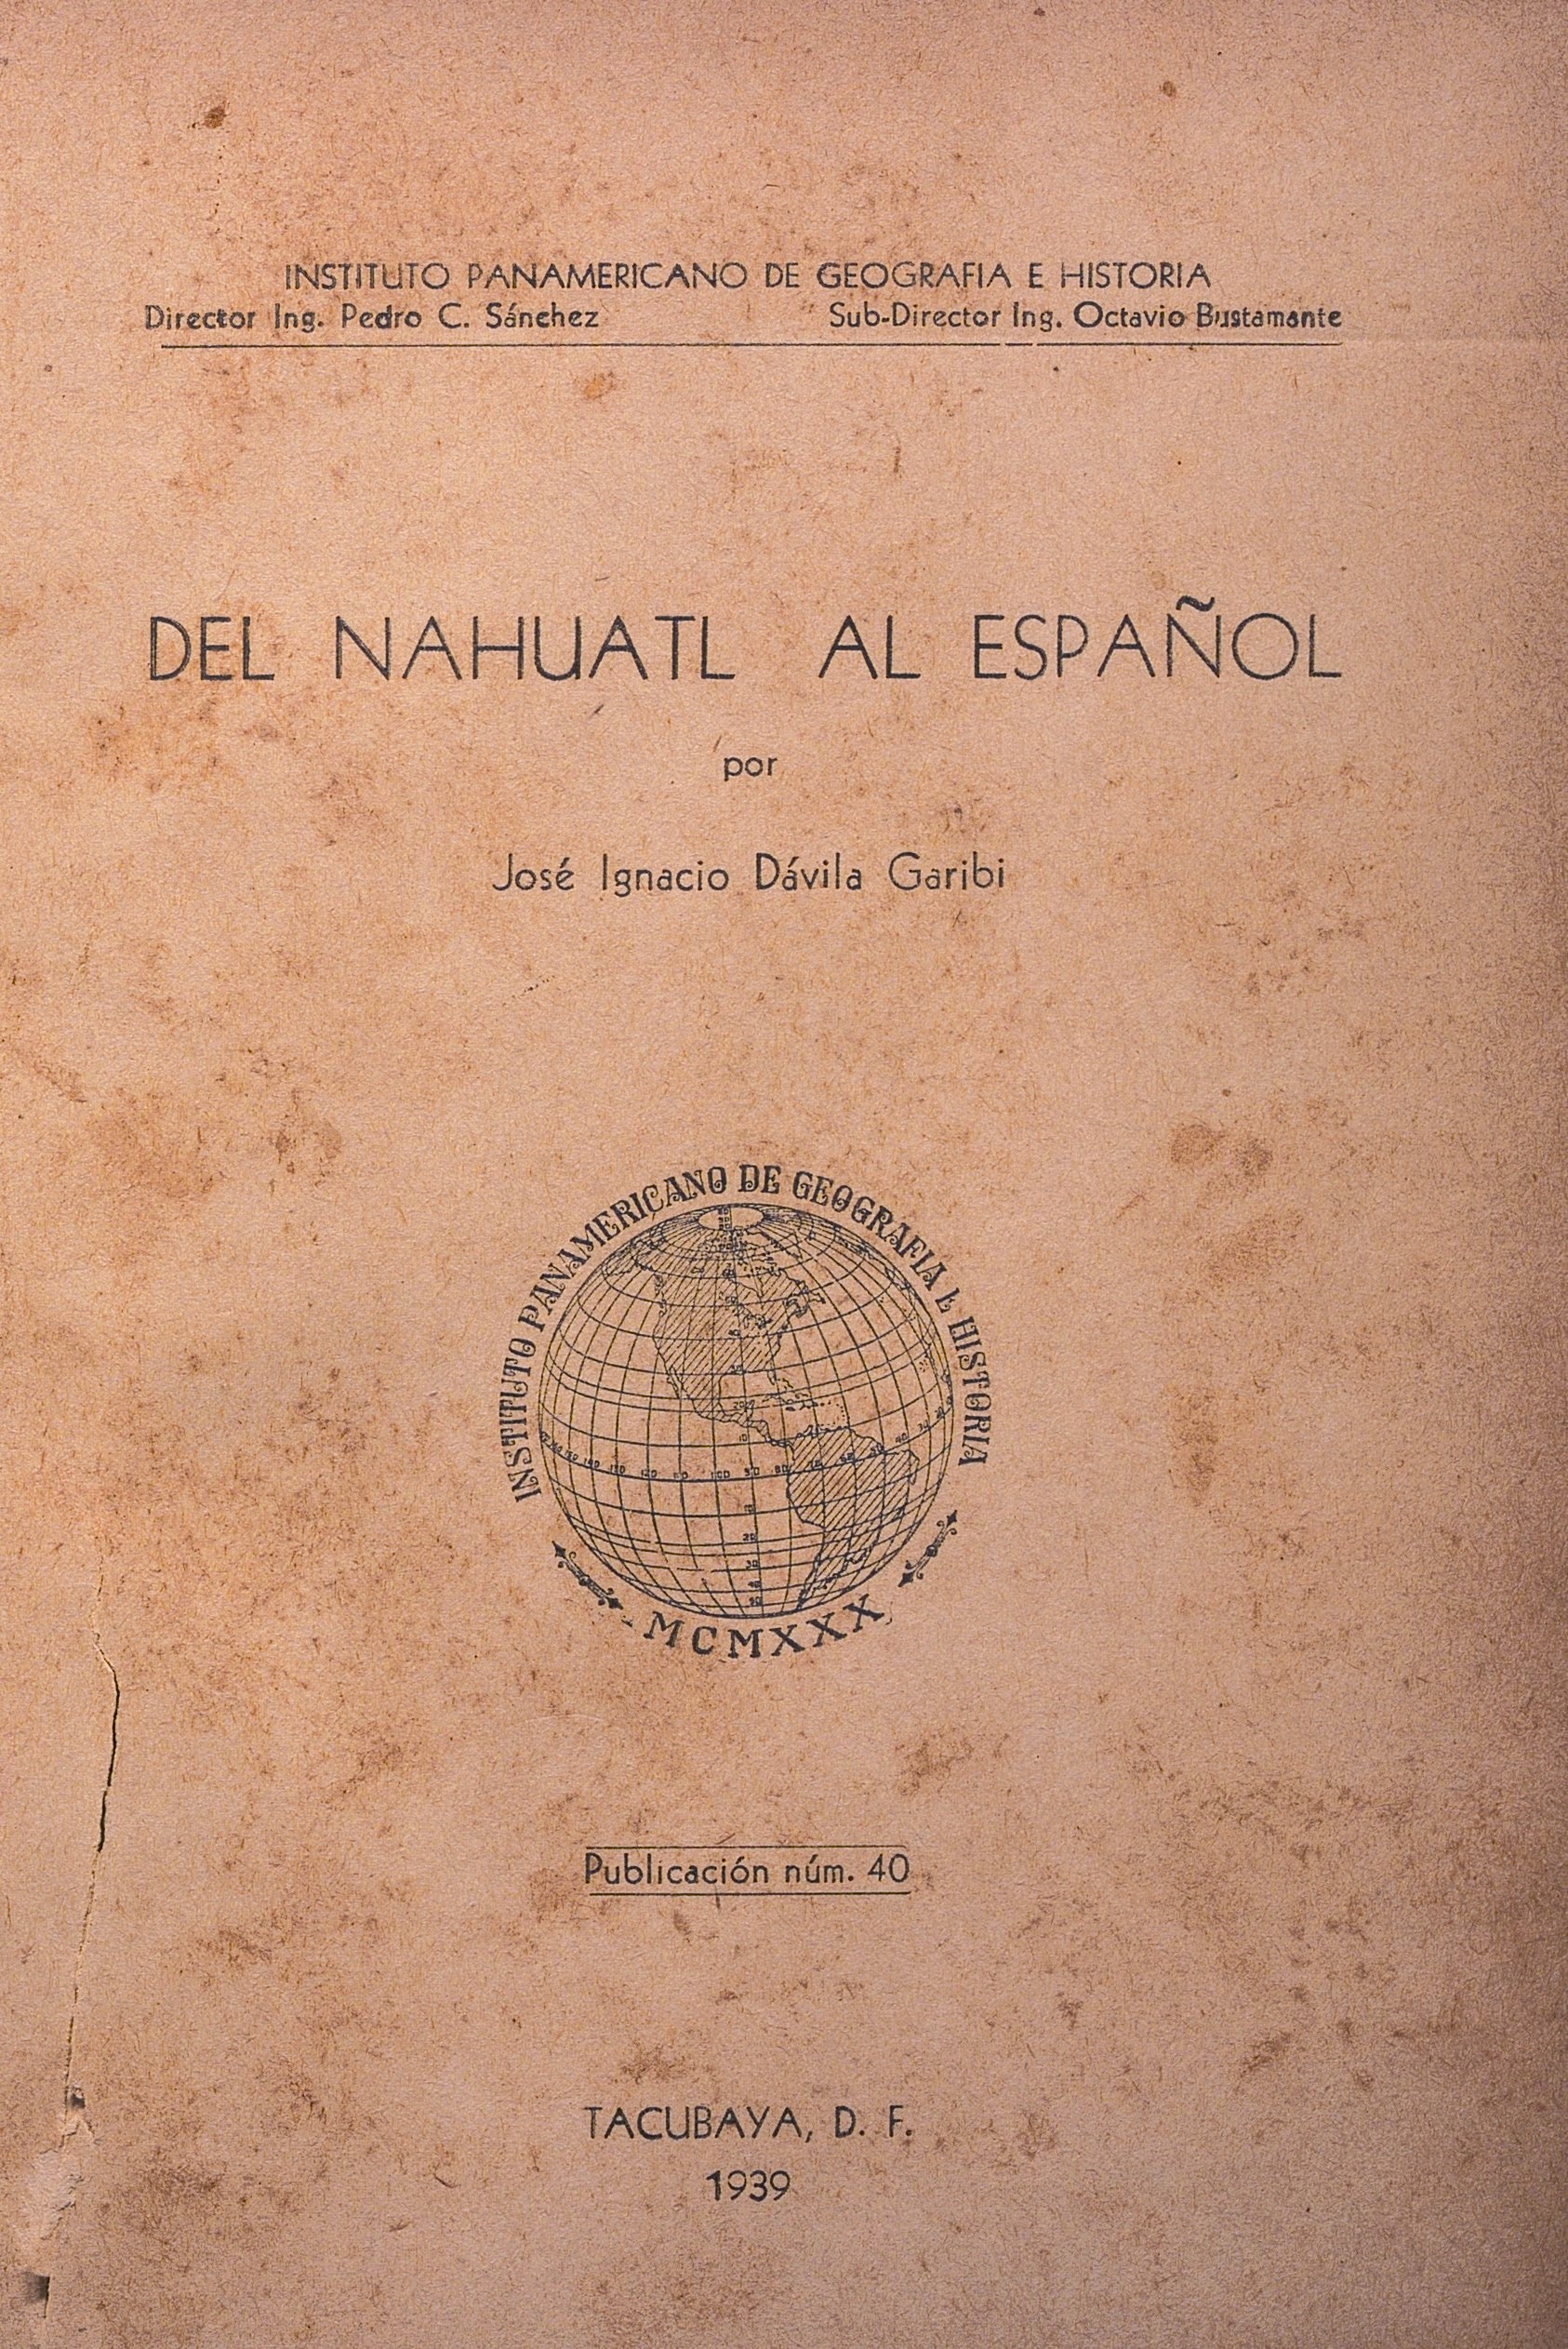 INSTITUTO PANAMERICANO DE GEOGRAFIA E HISTORIA
Director Ing. Pedro C. Sánchez Sub-Director Ing. Octavio Bustamante
DEL NAHUATL AL ESPAÑOL
por
José Ignacio Dávila Garibi
INSTITUTO PANAMERICANO DE GEOGRAFIA E HISTORIA
MCMXXX
Publicación núm. 40
TACUBAYA, D. F.
1939